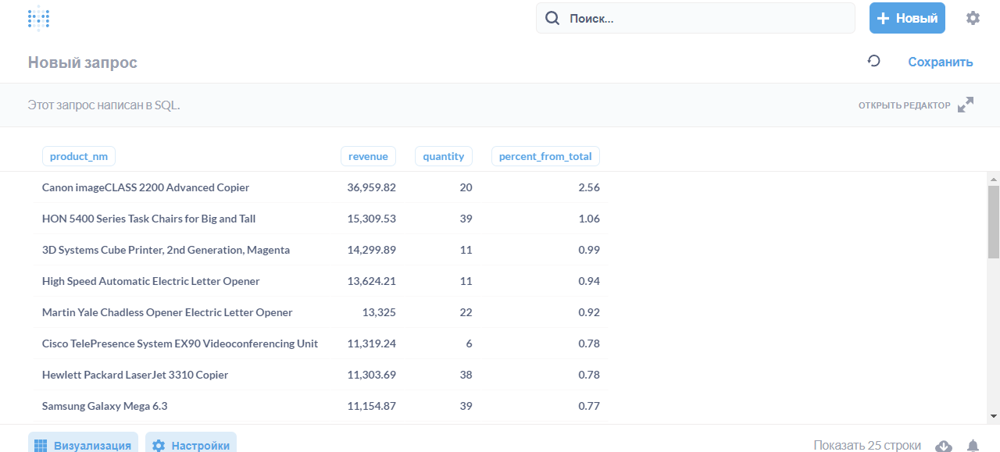 Поиск...
Новый
Новый запрос
Сохранить
Этот запрос написан в SQL.
ОТКРЫТЬ РЕДАКТОР
product_nm revenue quantity percent_from_total
Canon imageCLASS 2200 Advanced Copier 36,959.82 20 2.56
HON 5400 Series Task Chairs for Big and Tall 15,309.53 39 1.06
3D Systems Cube Printer, 2nd Generation, Magenta 14,299.89 11 0.99
High Speed Automatic Electric Letter Opener 13,624.21 11 0.94
Martin Yale Chadless Opener Electric Letter Opener 13,325 22 0.92
Cisco TelePresence System EX90 Videoconferencing Unit 11,319.24 6 0.78
Hewlett Packard LaserJet 3310 Copier 11,303.69 38 0.78
Samsung Galaxy Mega 6.3 11,154.87 39 0.77
Визуализация
Настройки
Показать 25 строки